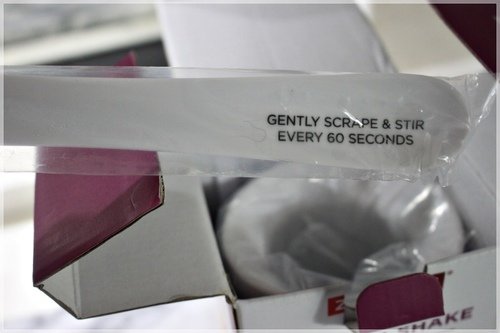 GENTLY SCRAPE & STIR
EVERY 60 SECONDS
SHAKE